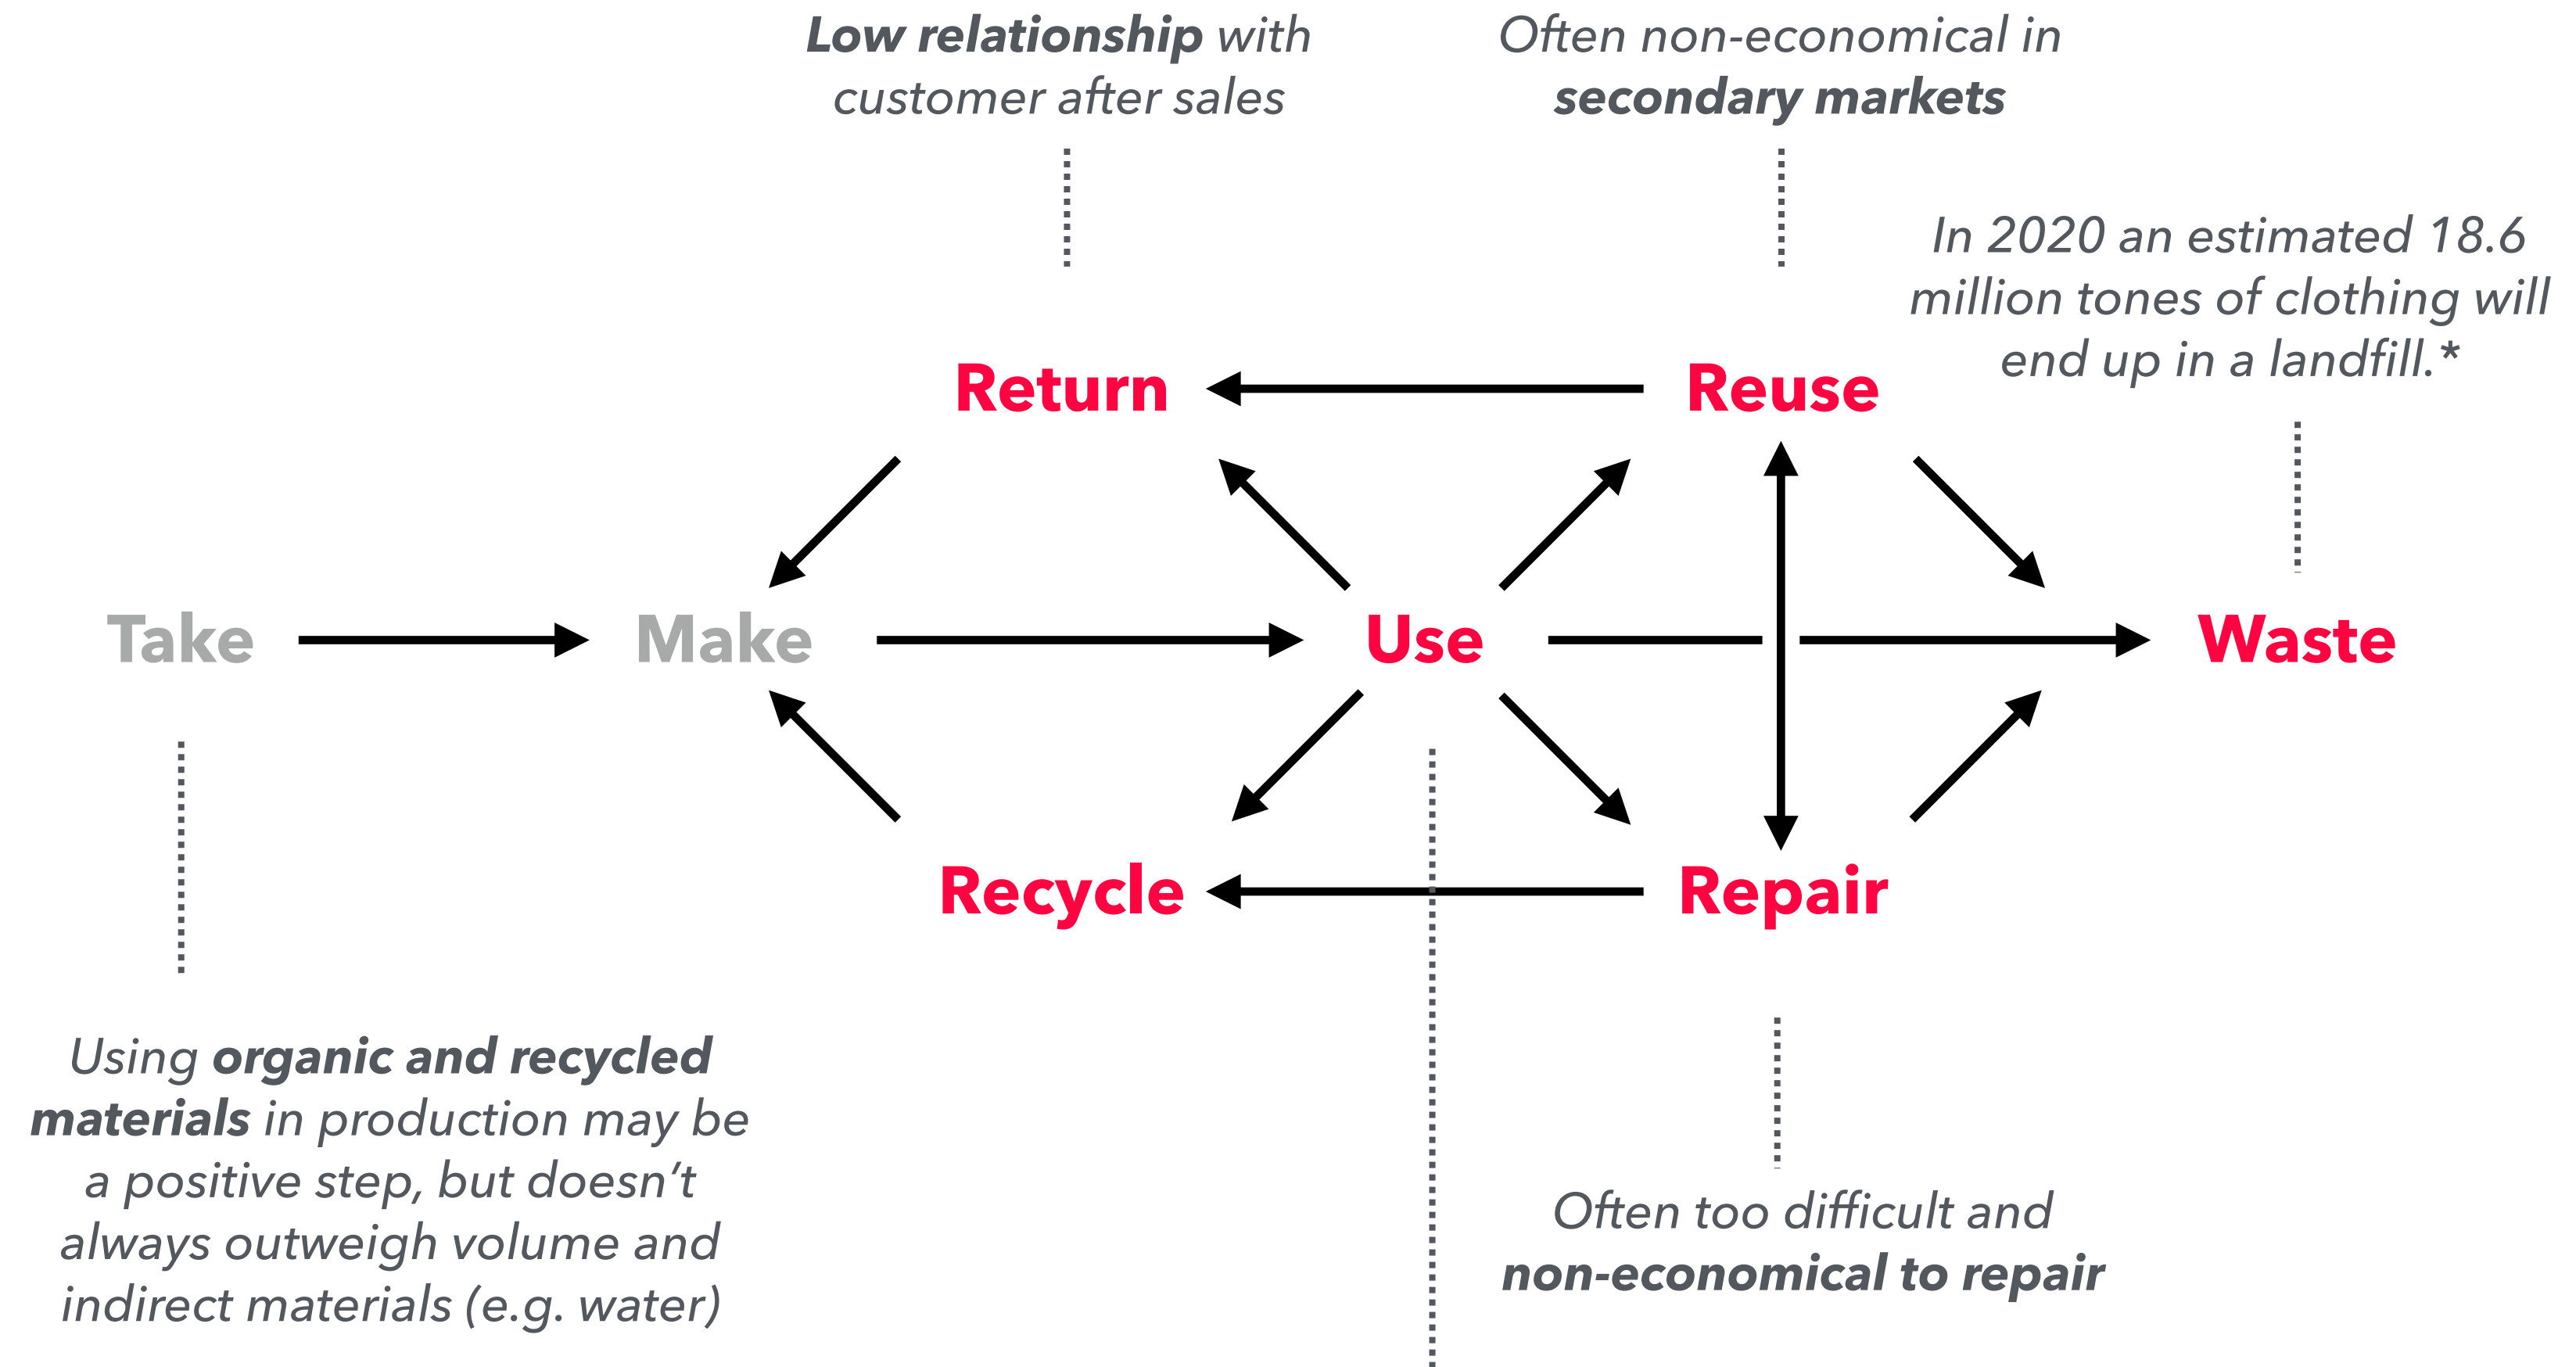 Low relationship with
customer after sales
Often non-economical in
secondary markets
In 2020 an estimated 18.6
million tones of clothing will
end up in a landfill.*
Return
Reuse
Take
Make
Use
Waste
Recycle
Repair
Using organic and recycled
materials in production may be
a positive step, but doesn’t
always outweigh volume and
indirect materials (e.g. water)
Often too difficult and
non-economical to repair